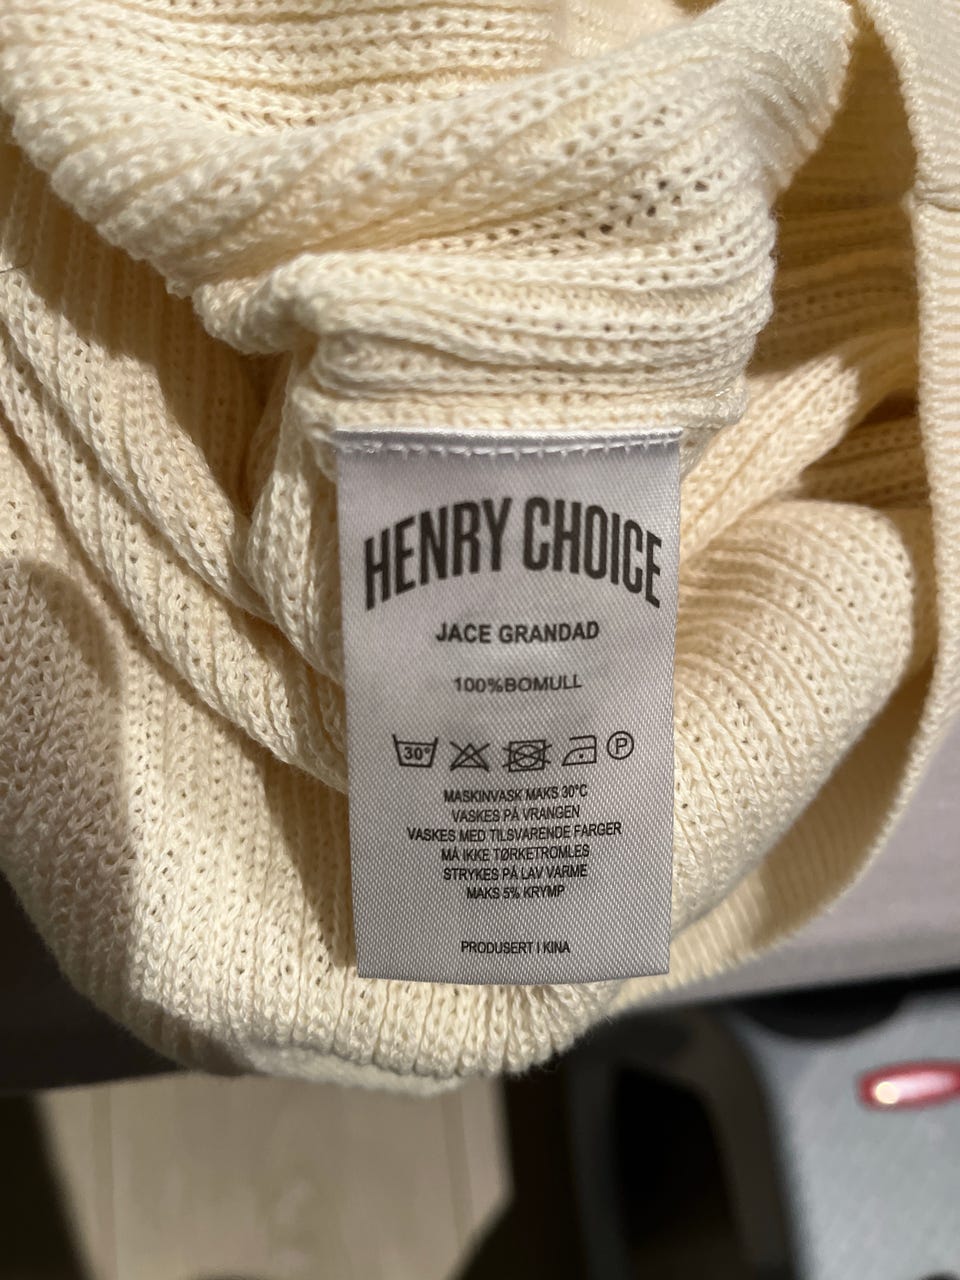 HENRY CHOICE
JACE GRANDAD
100%BOMULL
30° P
MASKINVASK MAKS 30°C
VASKES PÅ VRANGEN
VASKES MED TILSVARENDE FARGER
MÅ IKKE TØRKETROMLES
STRYKES PÅ LAV VARME
MAKS 5% KRYMP
PRODUSERT I KINA